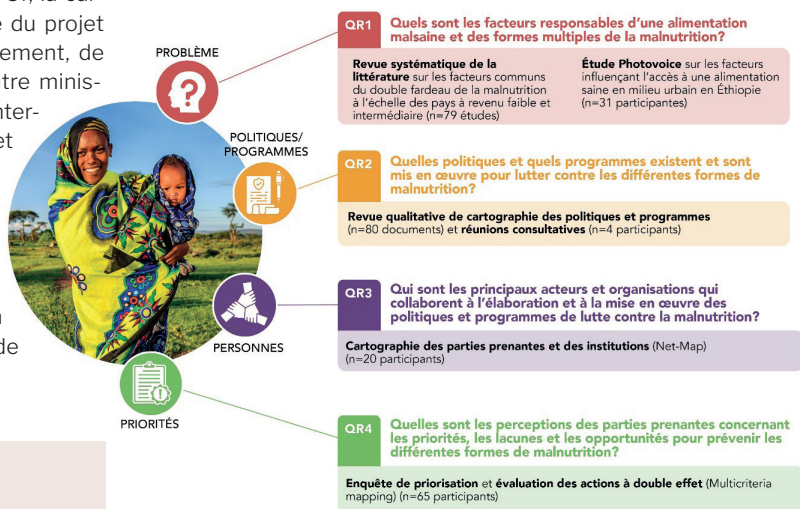 du projet
ement, de
tre minis-
nter-
et
de
PROBLÈME
POLITIQUES/
PROGRAMMES
PERSONNES
PRIORITÉS
QR1
Quels sont les facteurs responsables d'une alimentation
malsaine et des formes multiples de la malnutrition?
Revue systématique de la
littérature sur les facteurs communs
du double fardeau de la malnutrition
à l'échelle des pays à revenu faible et
intermédiaire (n=79 études)
Étude Photovoice sur les facteurs
influençant l'accès à une alimentation
saine en milieu urbain en Éthiopie
(n=31 participantes)
QR2
Quelles politiques et quels programmes existent et sont
mis en œuvre pour lutter contre les différentes formes de
malnutrition?
Revue qualitative de cartographie des politiques et programmes
(n=80 documents) et réunions consultatives (n=4 participants)
QR3
Qui sont les principaux acteurs et organisations qui
collaborent à l'élaboration et à la mise en œuvre des
politiques et programmes de lutte contre la malnutrition?
Cartographie des parties prenantes et des institutions (Net-Map)
(n=20 participants)
QR4
Quelles sont les perceptions des parties prenantes concernant
les priorités, les lacunes et les opportunités pour prévenir les
différentes formes de malnutrition?
Enquête de priorisation et évaluation des actions à double effet (Multicriteria
mapping) (n=65 participants)